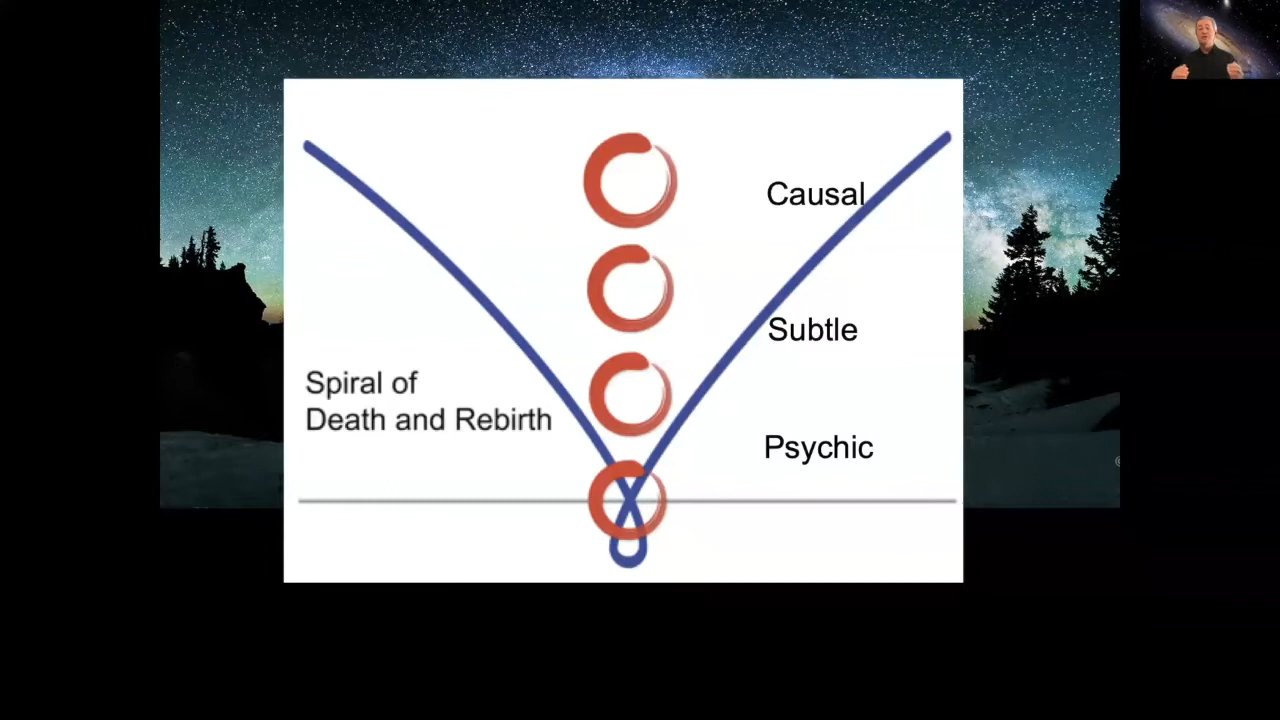 Causal
Subtle
Spiral of
Death and Rebirth
Psychic